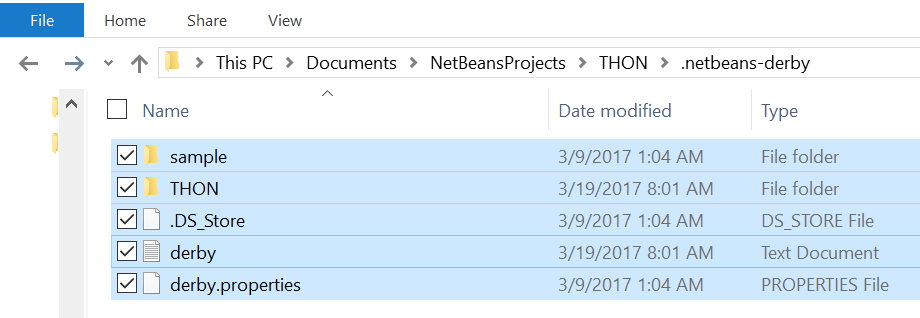 File Home Share View
This PC Documents NetBeansProjects THON .netbeans-derby
Name Date modified Type
sample 3/9/2017 1:04 AM File folder
THON 3/19/2017 8:01 AM File folder
.DS_Store 3/9/2017 1:04 AM DS_STORE File
derby 3/19/2017 8:01 AM Text Document
derby.properties 3/9/2017 1:04 AM PROPERTIES File